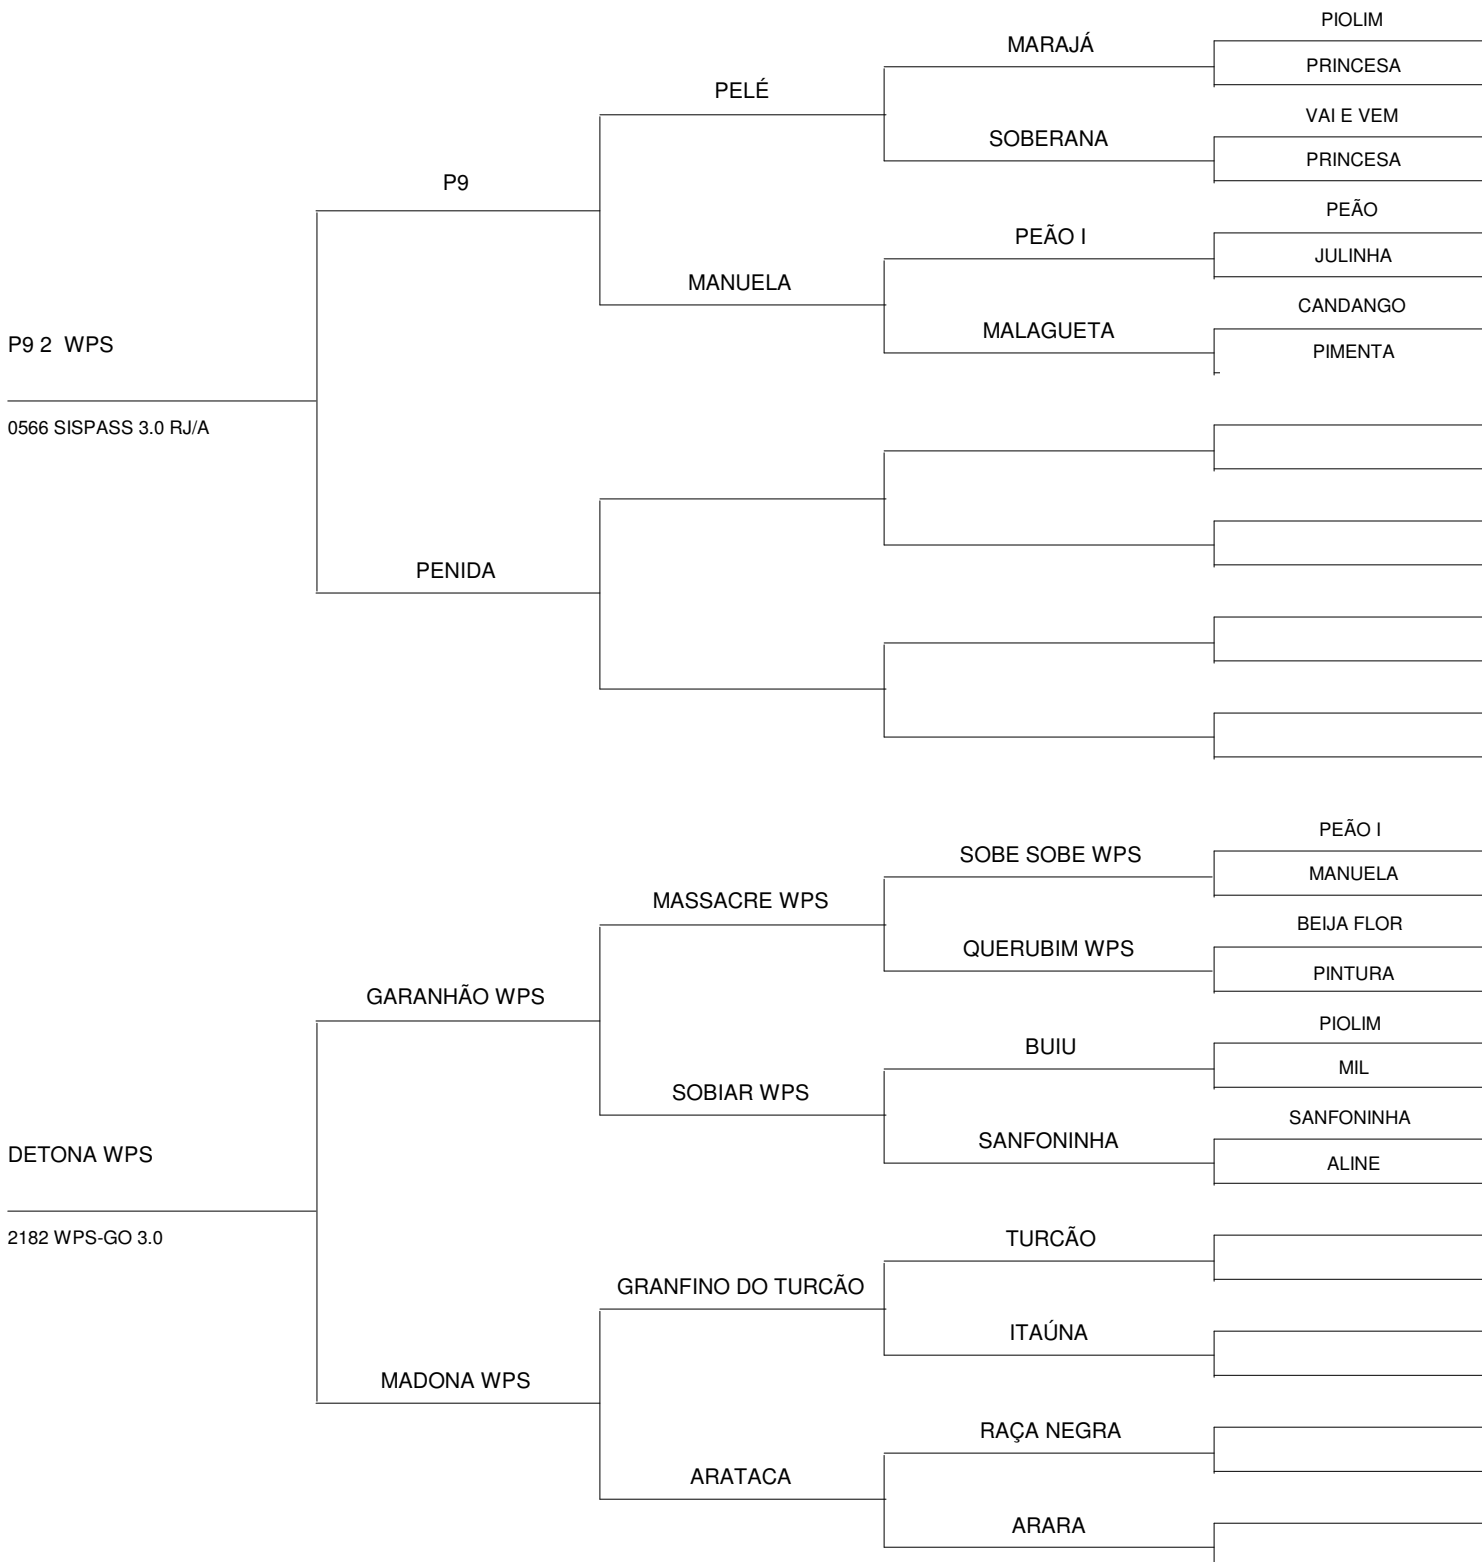 PIOLIM
MARAJÁ
PRINCESA
PELÉ
VAI E VEM
SOBERANA
PRINCESA
P9
PEÃO
PEÃO I
JULINHA
MANUELA
CANDANGO
MALAGUETA
P9 2 WPS
PIMENTA
0566 SISPASS 3.0 RJ/A
PENIDA
PEÃO I
SOBE SOBE WPS
MANUELA
MASSACRE WPS
BEIJA FLOR
QUERUBIM WPS
PINTURA
GARANHÃO WPS
PIOLIM
BUIU
MIL
SOBIAR WPS
SANFONINHA
SANFONINHA
DETONA WPS
ALINE
2182 WPS-GO 3.0
TURCÃO
GRANFINO DO TURCÃO
ITAÚNA
MADONA WPS
RAÇA NEGRA
ARATACA
ARARA